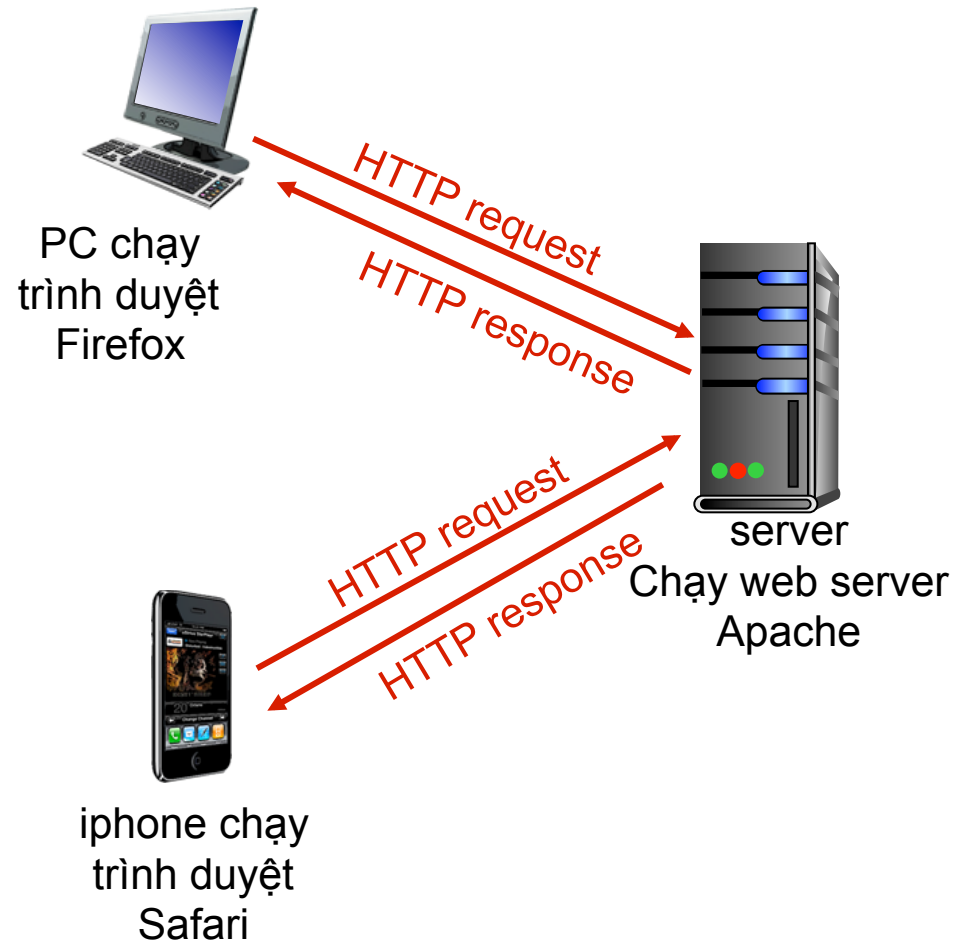 HTTP request
HTTP response
PC chạy
trình duyệt
Firefox
HTTP request
HTTP response
server
Chạy web server
Apache
iphone chạy
trình duyệt
Safari